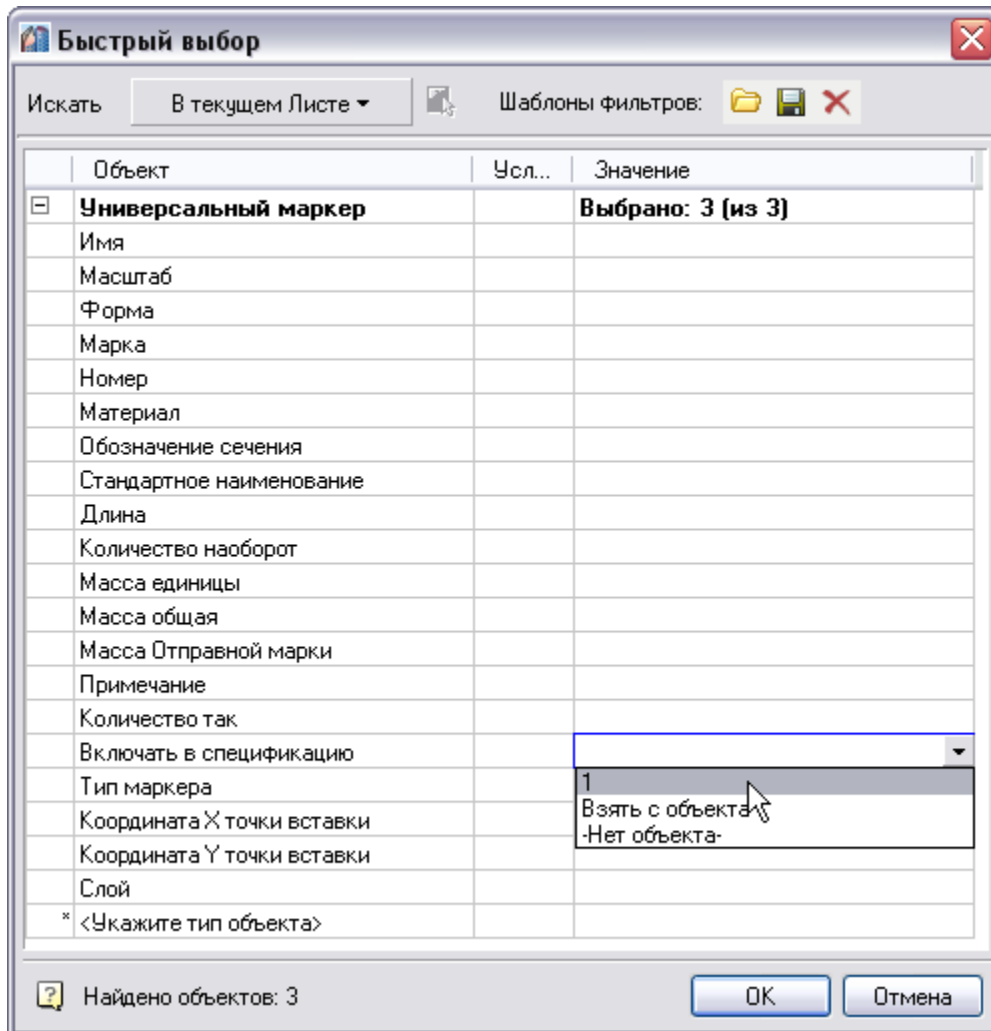 Быстрый выбор
Искать В текущем Листе Шаблоны фильтров:
Объект Усл... Значение
Универсальный маркер Выбрано: 3 (из 3)
Имя
Масштаб
Форма
Марка
Номер
Материал
Обозначение сечения
Стандартное наименование
Длина
Количество наоборот
Масса единицы
Масса общая
Масса Отправной марки
Примечание
Количество так
Включать в спецификацию
Тип маркера 1
Взять с объекта
Координата X точки вставки -Нет объекта-
Координата Y точки вставки
Слой
* <Укажите тип объекта>
Найдено объектов: 3 OK Отмена